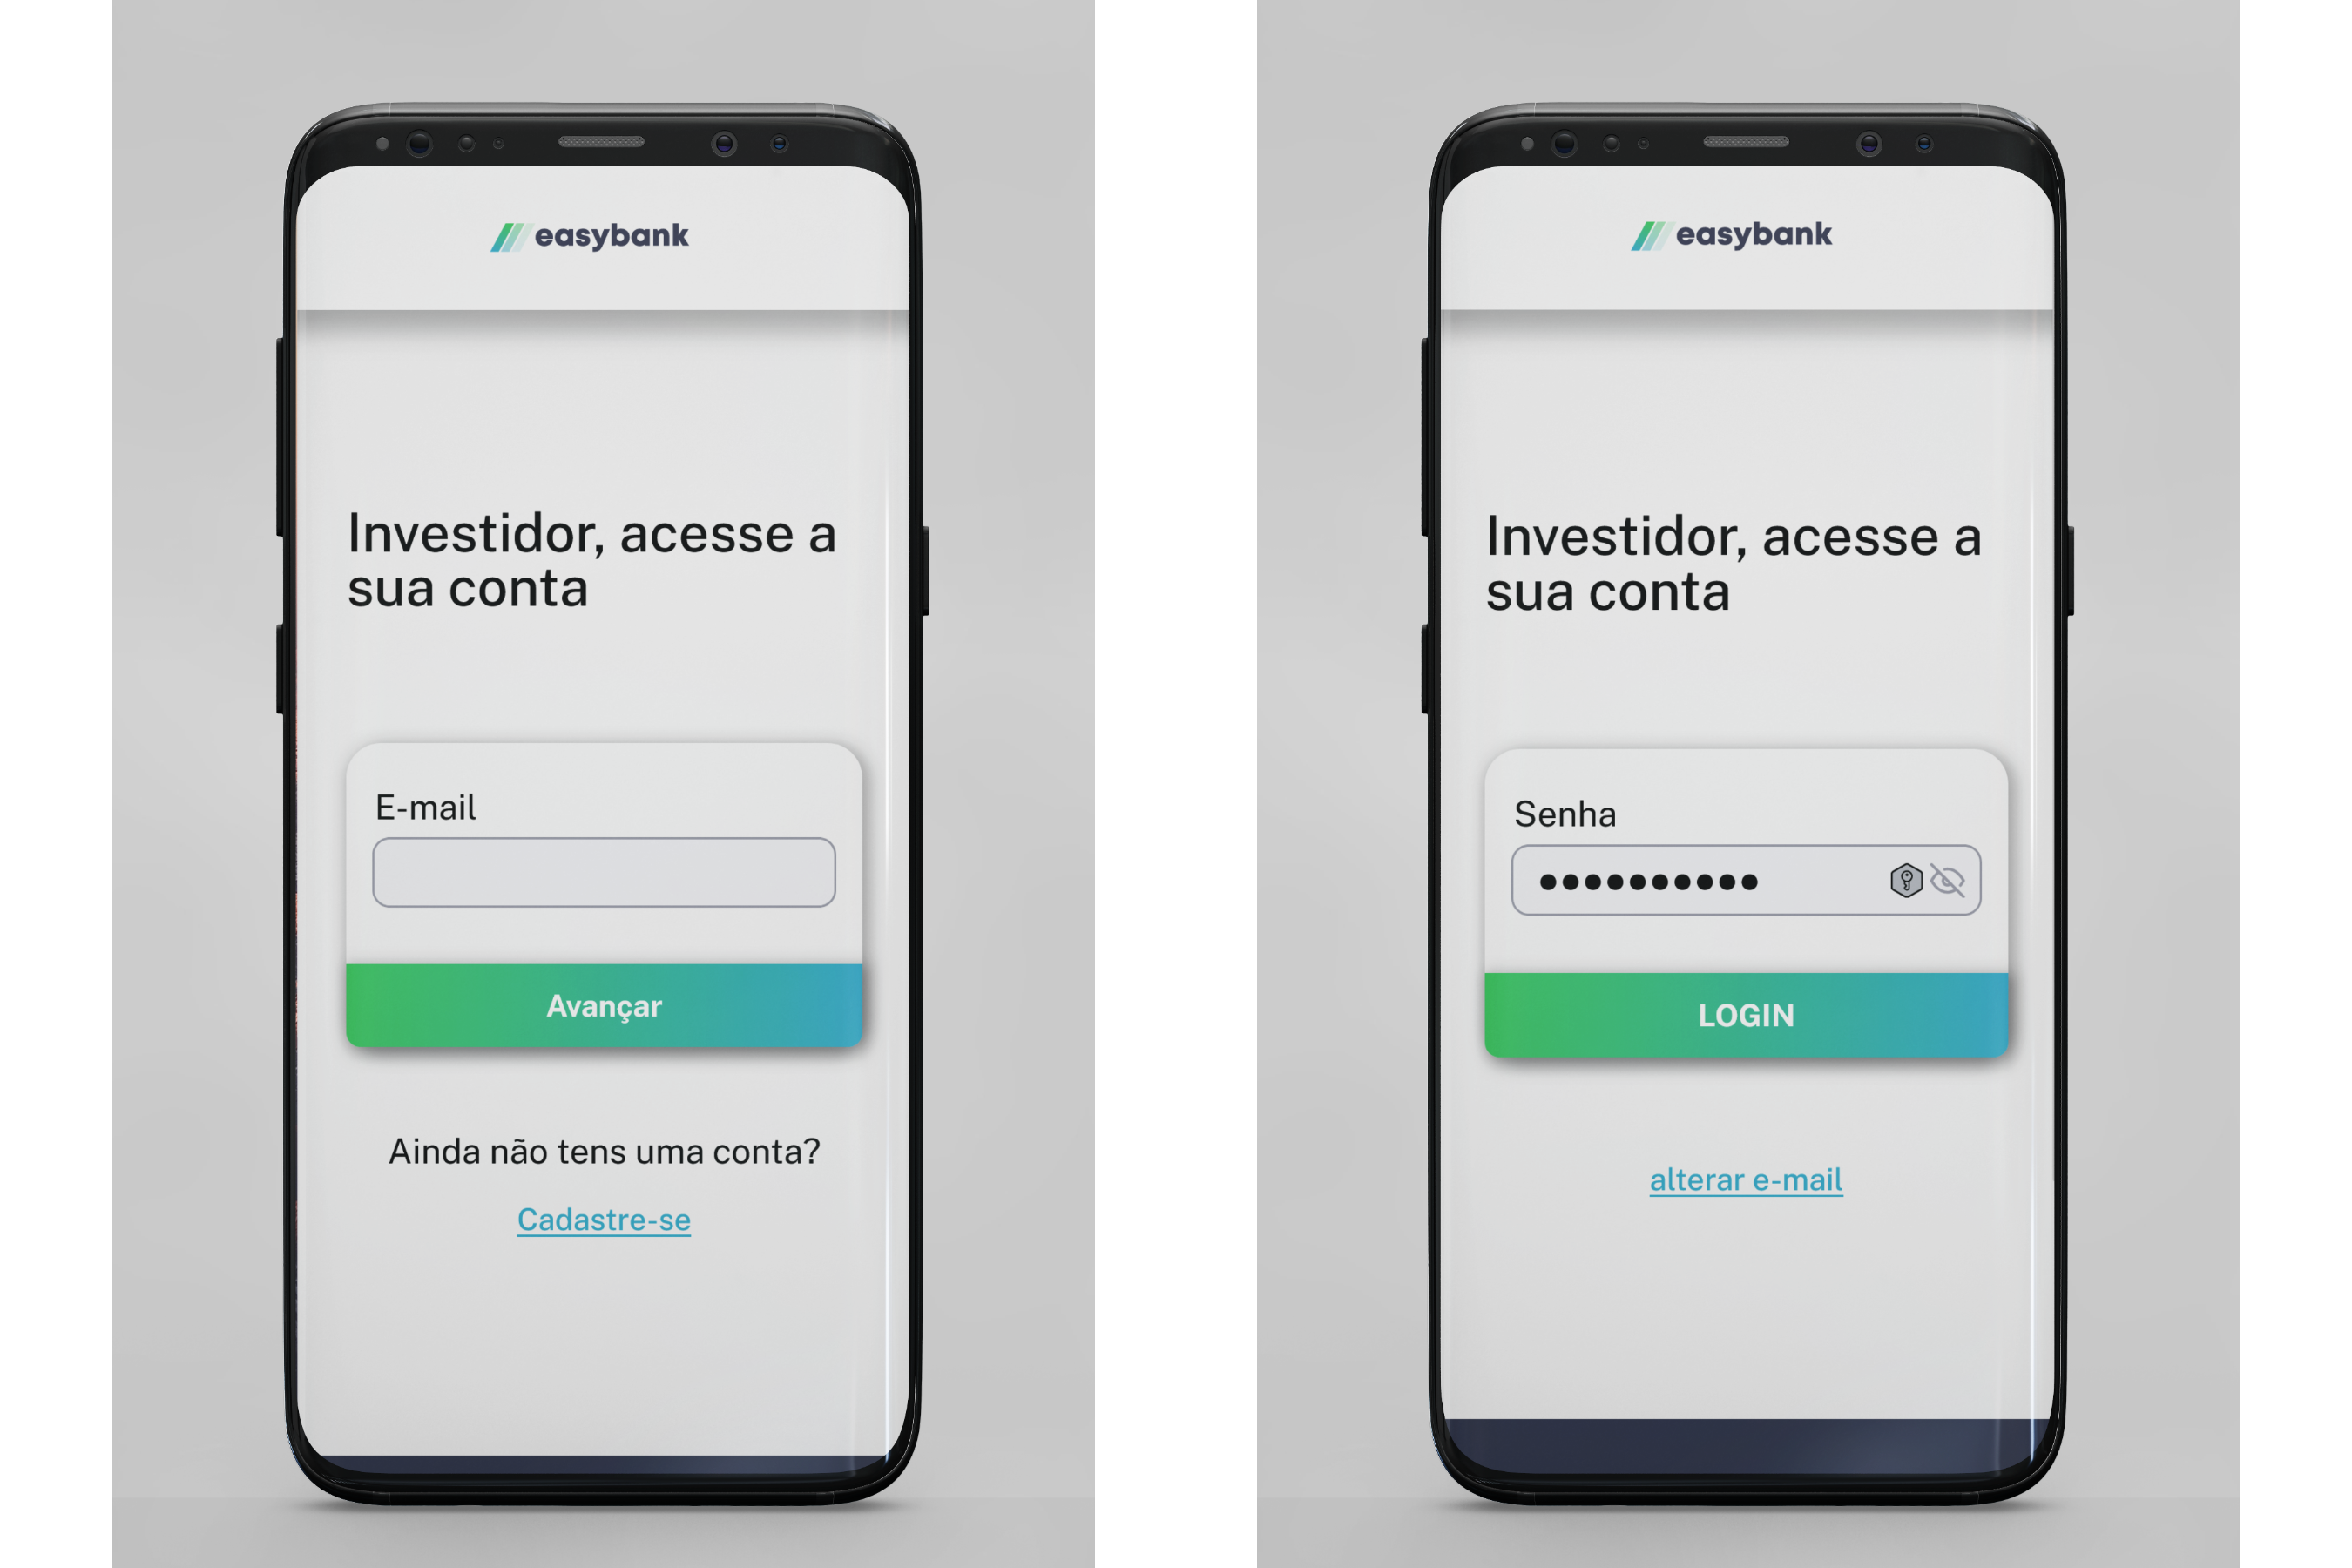 easybank
Investidor, acesse a
sua conta
E-mail
Avançar
Ainda não tens uma conta?
Cadastre-se
easybank
Investidor, acesse a
sua conta
Senha
LOGIN
alterar e-mail